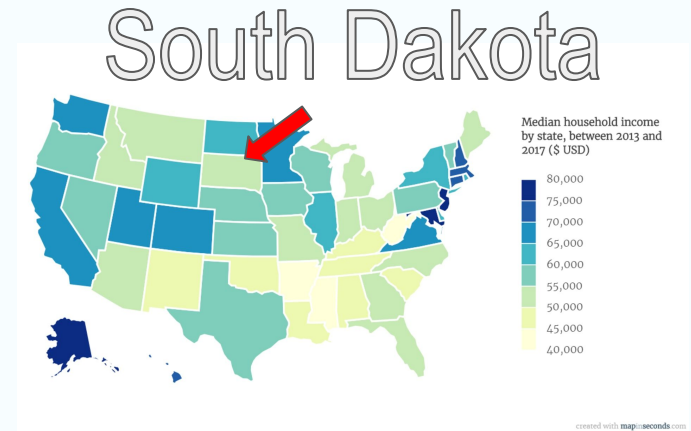 South Dakota
Median household income
by state, between 2013 and
2017 ($ USD)
80,000
75,000
70,000
65,000
60,000
55,000
50,000
45,000
40,000
created with mapinseconds.com